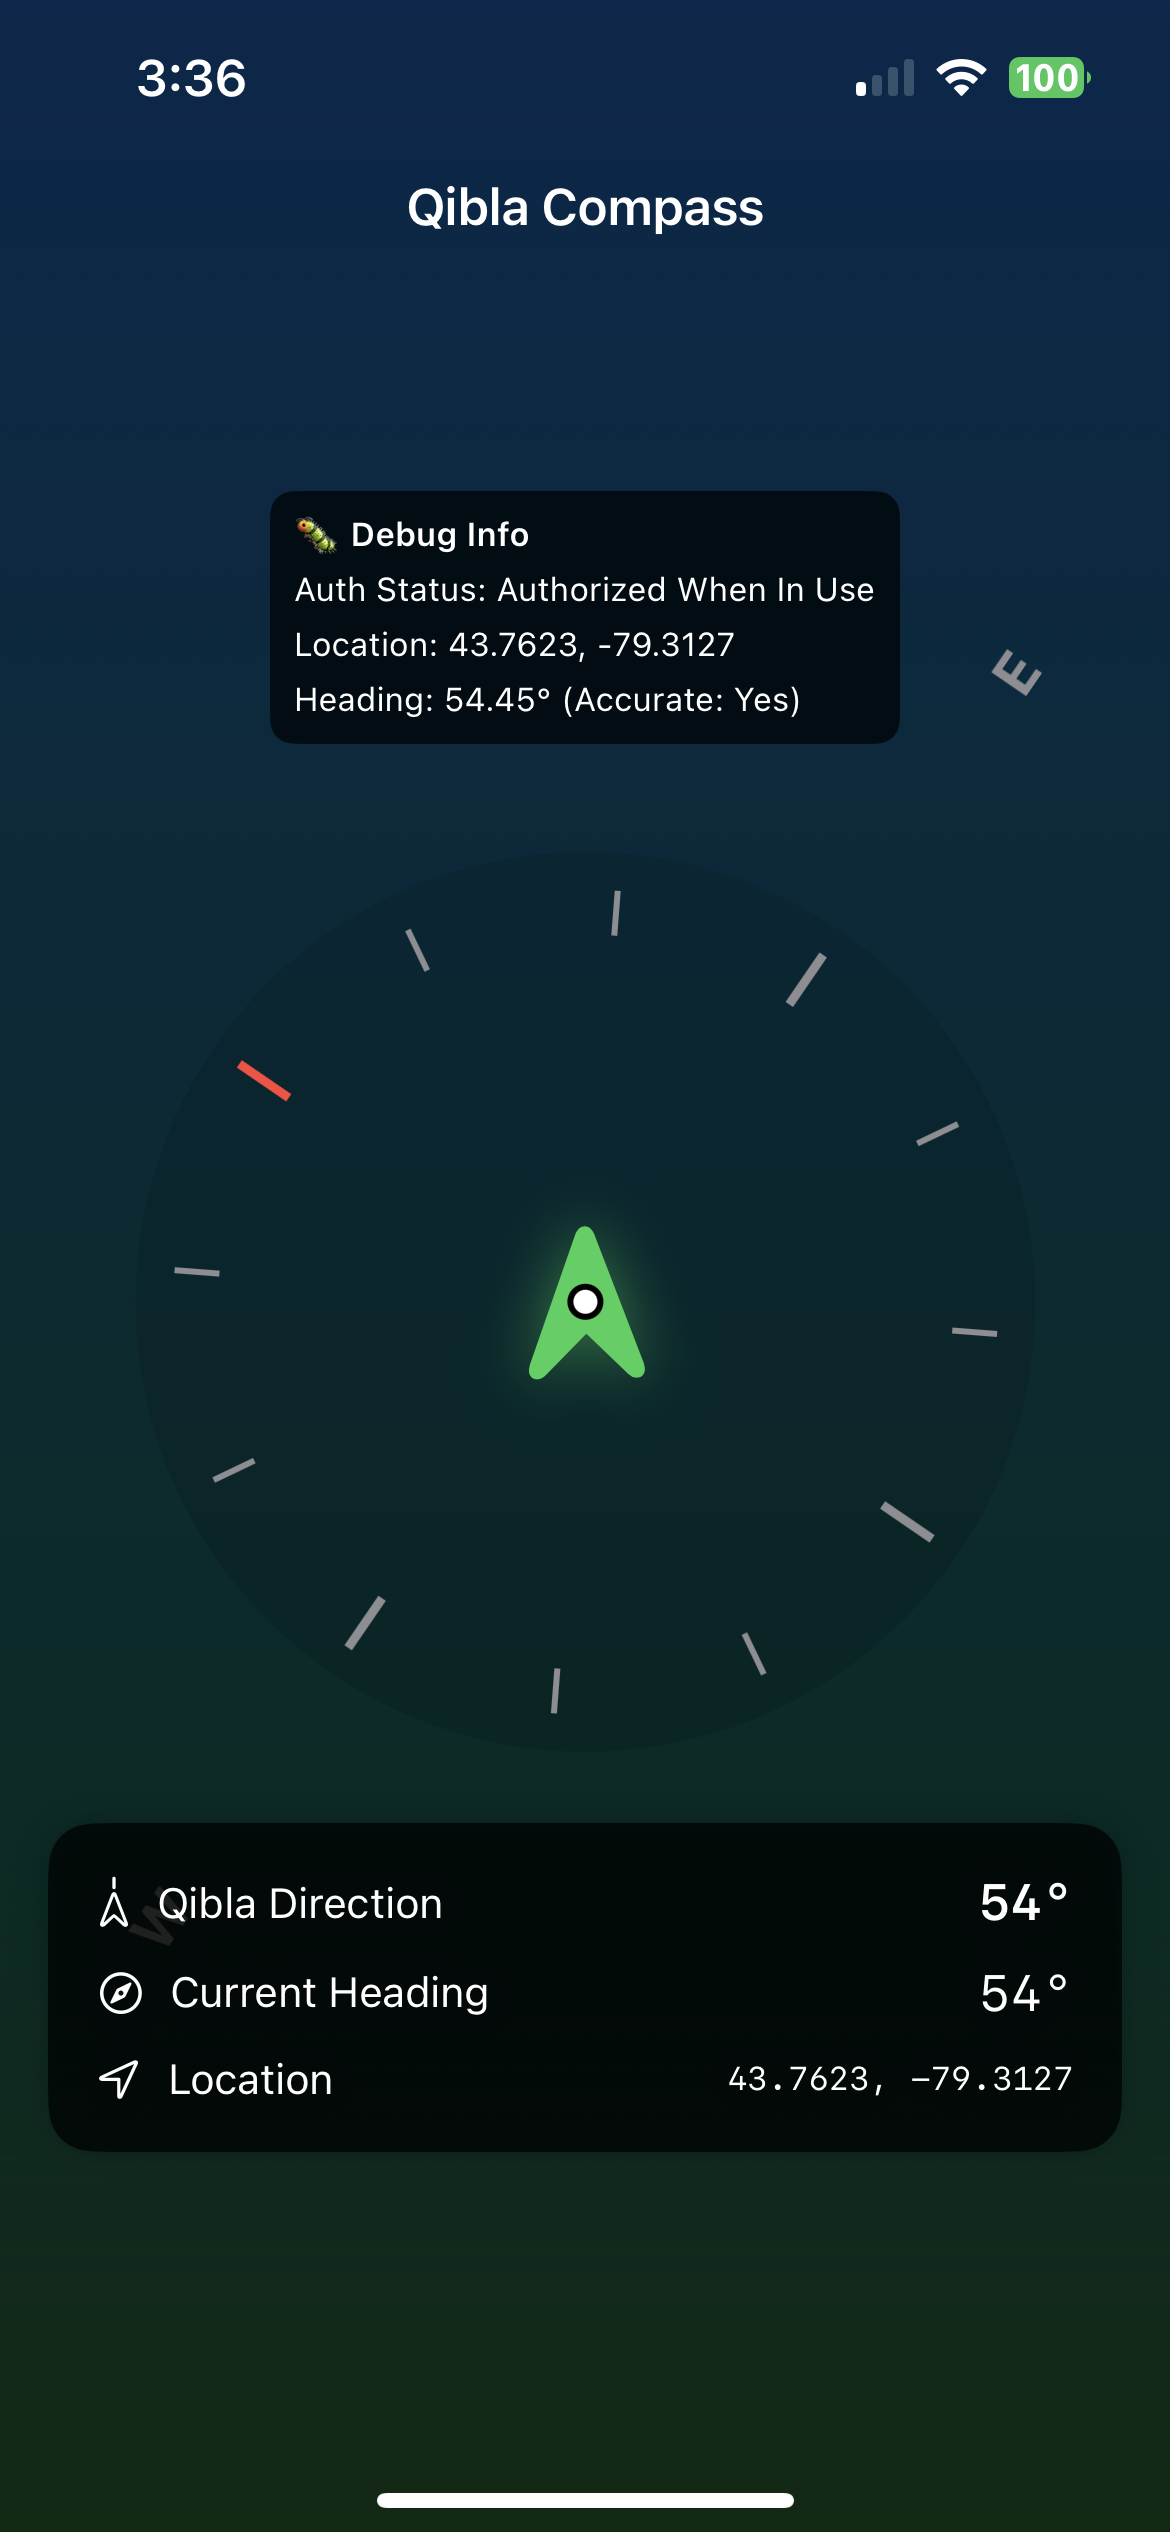 3:36
100
Qibla Compass
🐛 Debug Info
Auth Status: Authorized When In Use
Location: 43.7623, -79.3127
E
Heading: 54.45° (Accurate: Yes)
Qibla Direction 54°
W
Current Heading 54°
Location 43.7623, −79.3127